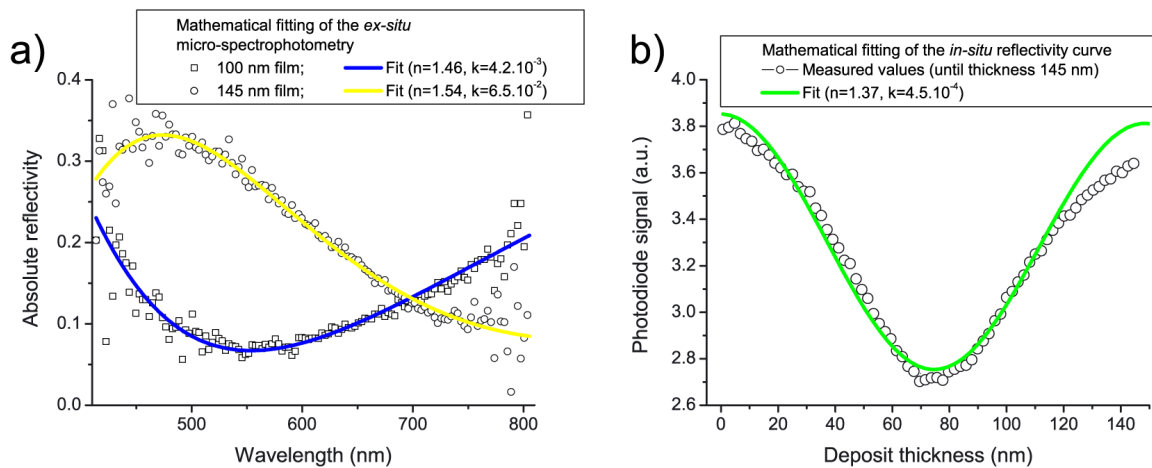 a)
Mathematical fitting of the ex-situ
micro-spectrophotometry
100 nm film; Fit (n=1.46, k=4.2.10-3)
145 nm film; Fit (n=1.54, k=6.5.10-2)
0.4
0.3
0.2
0.1
0.0
Absolute reflectivity
500 600 700 800
Wavelength (nm)
b)
Mathematical fitting of the in-situ reflectivity curve
Measured values (until thickness 145 nm)
Fit (n=1.37, k=4.5.10-4)
4.0
3.8
3.6
3.4
3.2
3.0
2.8
2.6
Photodiode signal (a.u.)
0 20 40 60 80 100 120 140
Deposit thickness (nm)